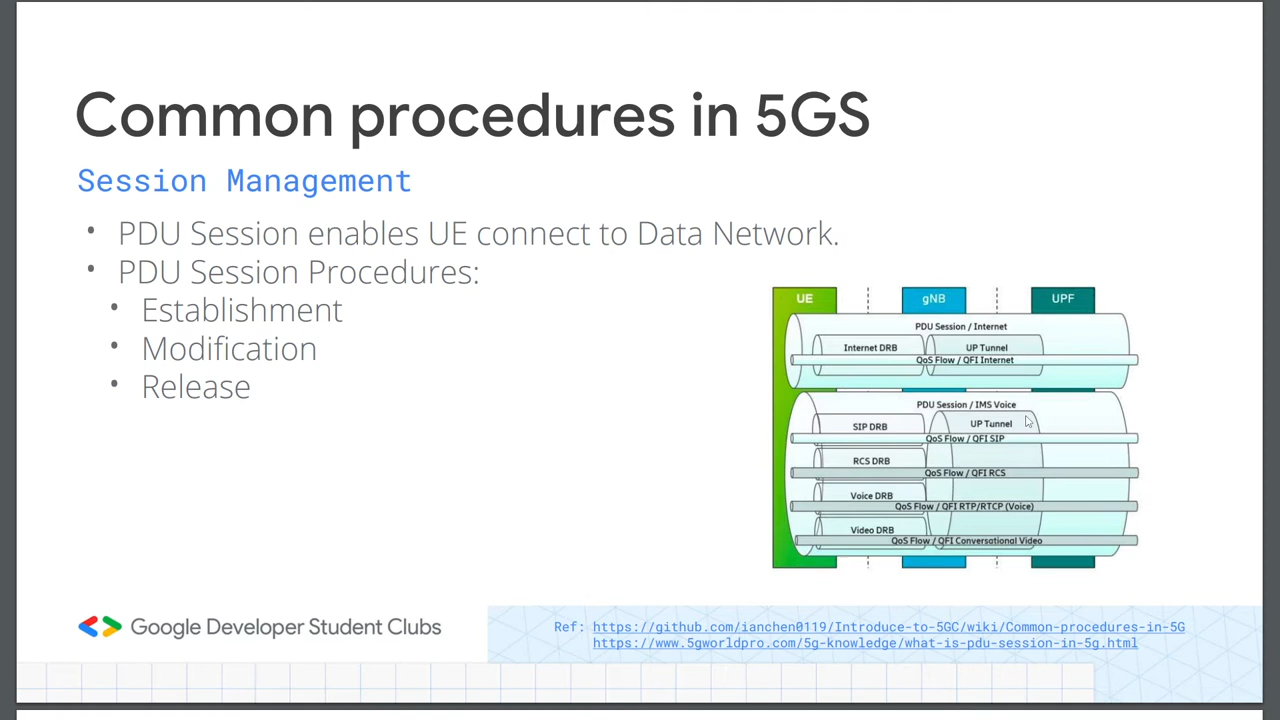 Common procedures in 5GS
Session Management
• PDU Session enables UE connect to Data Network.
• PDU Session Procedures:
• Establishment
• Modification
• Release
UE
gNB
UPF
PDU Session / Internet
Internet DRB
UP Tunnel
QoS Flow / QFI Internet
PDU Session / IMS Voice
SIP DRB
UP Tunnel
QoS Flow / QFI SIP
RCS DRB
QoS Flow / QFI RCS
Voice DRB
QoS Flow / QFI RTP/RTCP (Voice)
Video DRB
QoS Flow / QFI Conversational Video
Google Developer Student Clubs
Ref: https://github.com/ianchen0119/Introduce-to-5GC/wiki/Common-procedures-in-5G
https://www.5gworldpro.com/5g-knowledge/what-is-pdu-session-in-5g.html